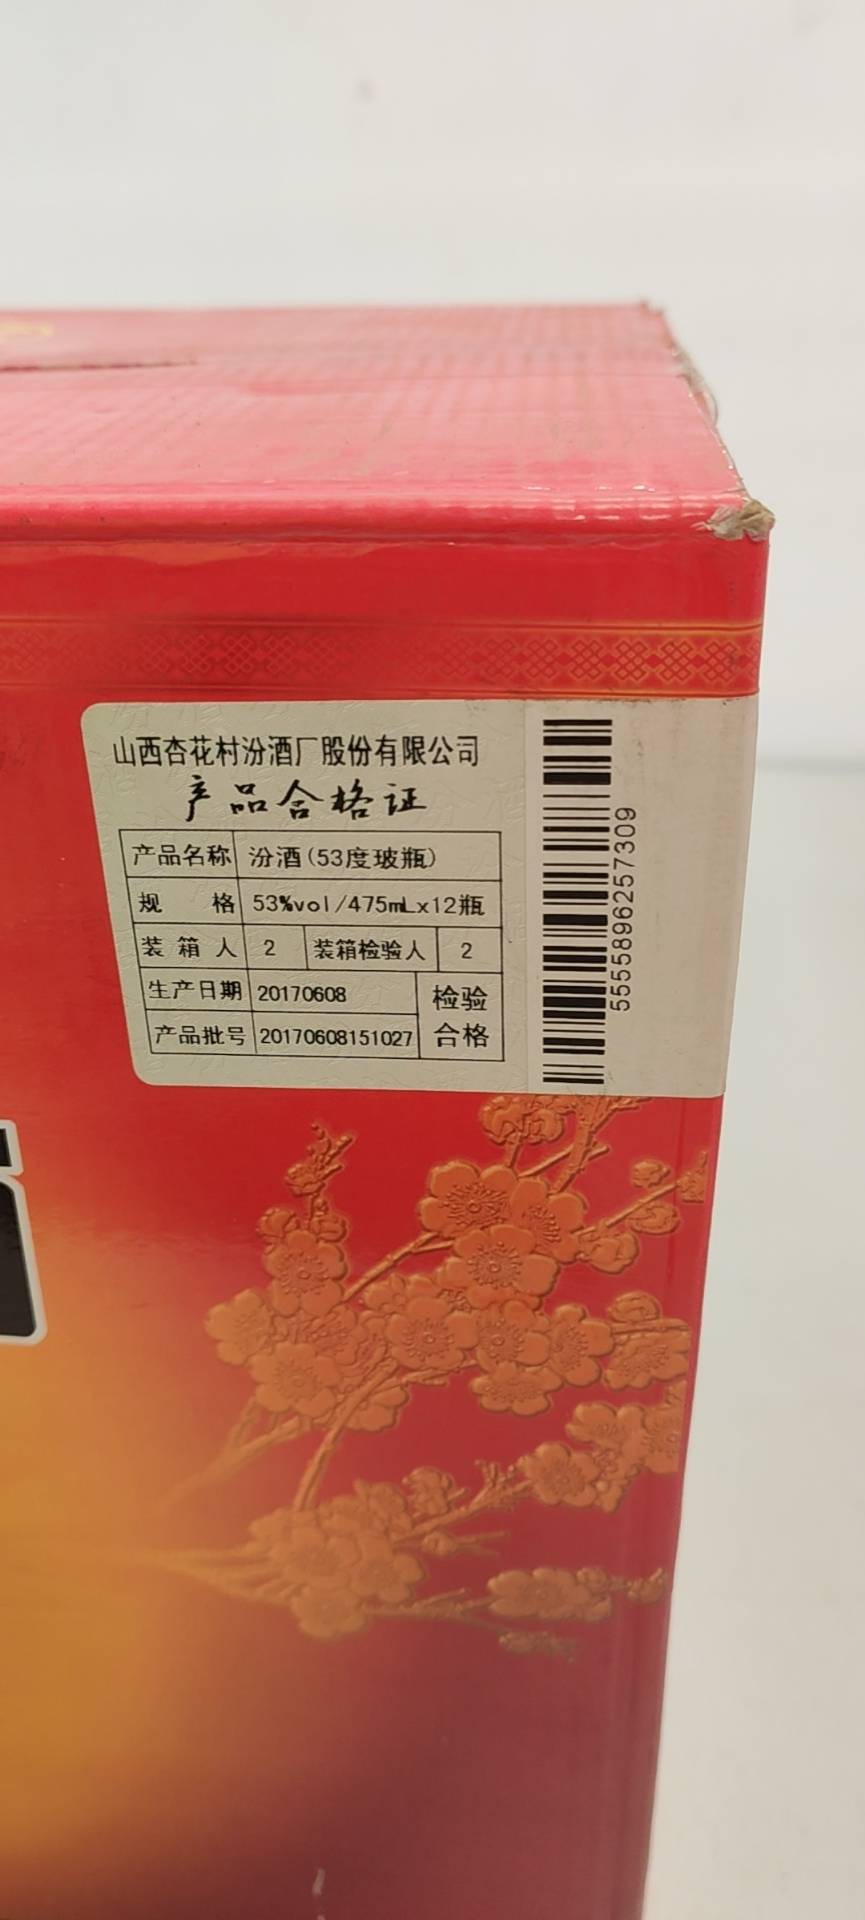 山西杏花村汾酒厂股份有限公司
产品合格证
产品名称 汾酒(53度玻瓶)
规 格 53%vol/475mLx12瓶
装箱人 2 装箱检验人 2
生产日期 20170608 检验
产品批号 20170608151027 合格
5555896257309